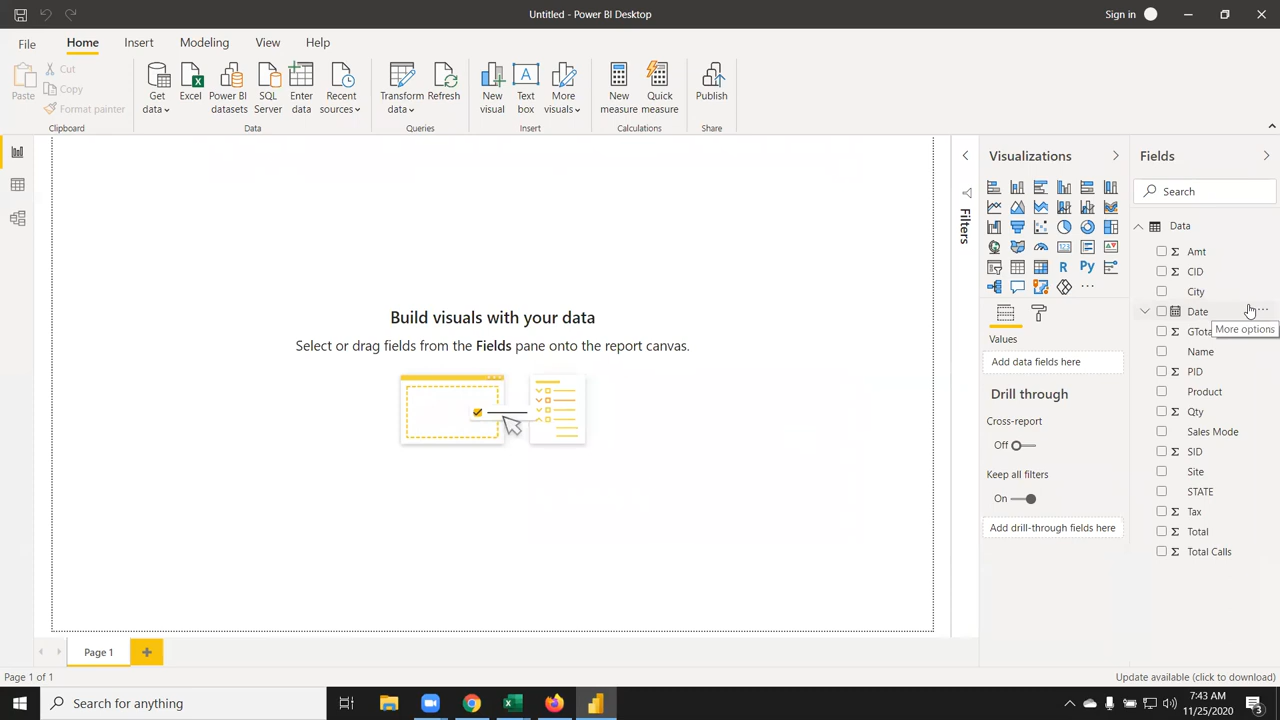 Untitled - Power BI Desktop
Sign in
File Home Insert Modeling View Help
Paste
Cut
Copy
Format painter
Clipboard
Get data
Excel
Power BI datasets
SQL Server
Enter data
Recent sources
Data
Transform data
Refresh
Queries
New visual
Text box
More visuals
Insert
New measure
Quick measure
Calculations
Publish
Share
Build visuals with your data
Select or drag fields from the Fields pane onto the report canvas.
Filters
Visualizations
R
Py
Values
Add data fields here
Drill through
Cross-report
Off
Keep all filters
On
Add drill-through fields here
Fields
Search
Data
Amt
CID
City
Date
More options
Name
PID
Product
Qty
Sales Mode
SID
Site
STATE
Tax
Total
Total Calls
Page 1
Page 1 of 1
Update available (click to download)
Search for anything
7:43 AM
11/25/2020
3